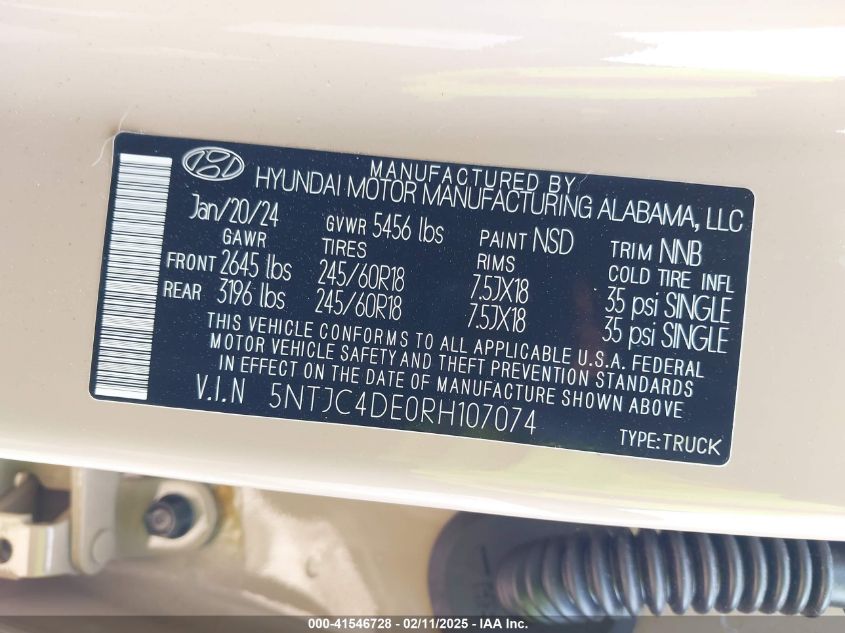 MANUFACTURED BY
HYUNDAI MOTOR MANUFACTURING ALABAMA, LLC
Jan/20/24 GVWR 5456 lbs PAINT NSD TRIM NNB
GAWR TIRES RIMS COLD TIRE INFL
FRONT 2645 lbs 245/60R18 7.5JX18 35 psi SINGLE
REAR 3196 lbs 245/60R18 7.5JX18 35 psi SINGLE
THIS VEHICLE CONFORMS TO ALL APPLICABLE U.S.A. FEDERAL
MOTOR VEHICLE SAFETY AND THEFT PREVENTION STANDARDS
IN EFFECT ON THE DATE OF MANUFACTURE SHOWN ABOVE
V.I.N 5NTJC4DE0RH107074 TYPE:TRUCK
000-41546728 - 02/11/2025 - IAA Inc.